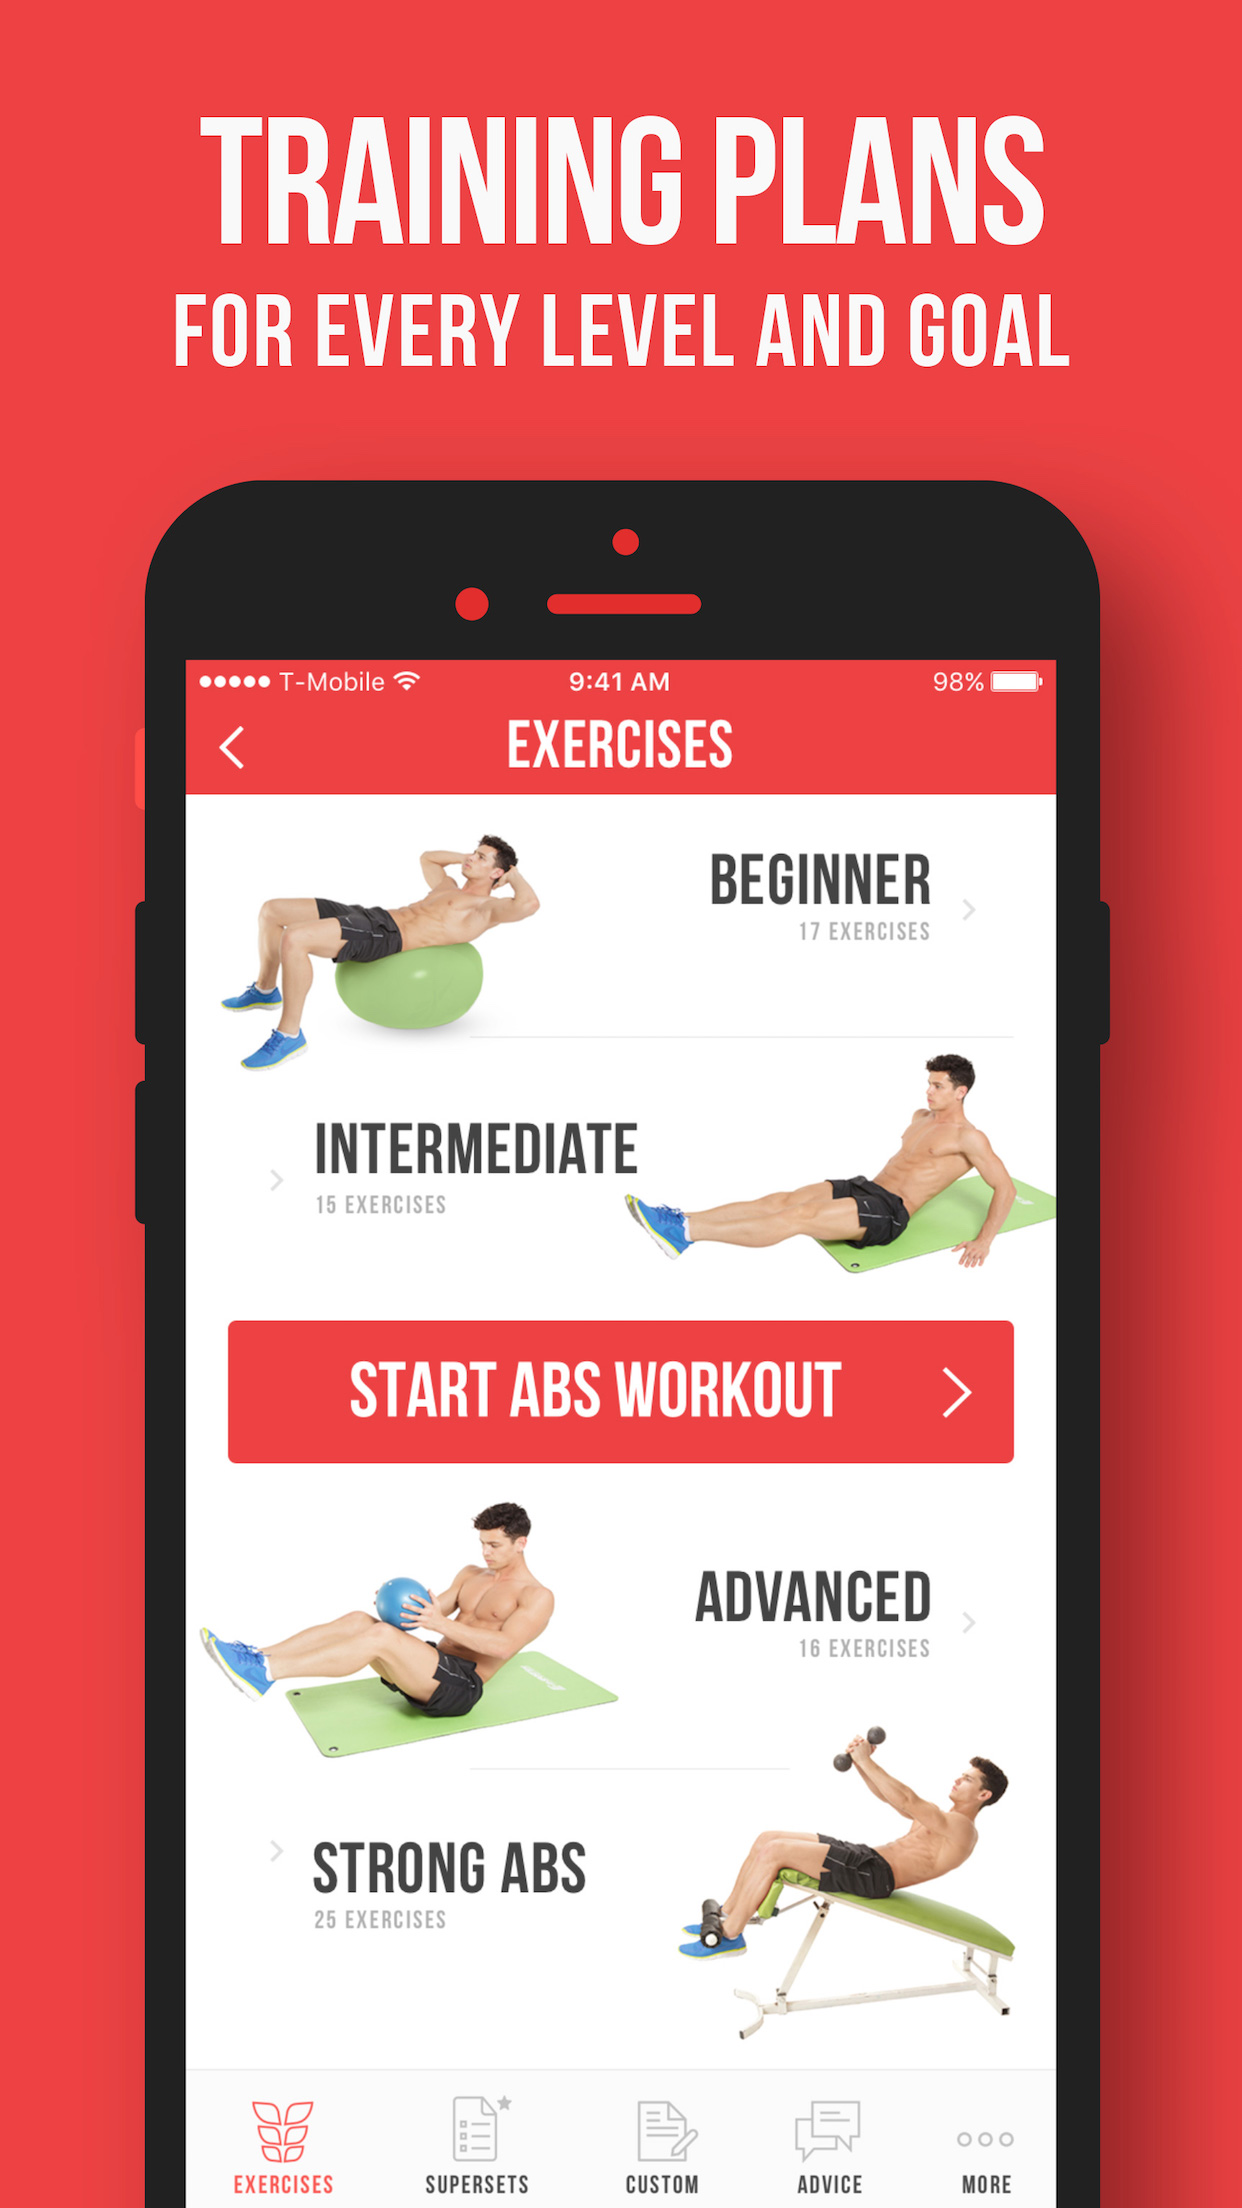 TRAINING PLANS
FOR EVERY LEVEL AND GOAL
T-Mobile 9:41 AM 98%
EXERCISES
BEGINNER
17 EXERCISES
INTERMEDIATE
15 EXERCISES
START ABS WORKOUT
ADVANCED
16 EXERCISES
STRONG ABS
25 EXERCISES
EXERCISES SUPERSETS CUSTOM ADVICE MORE